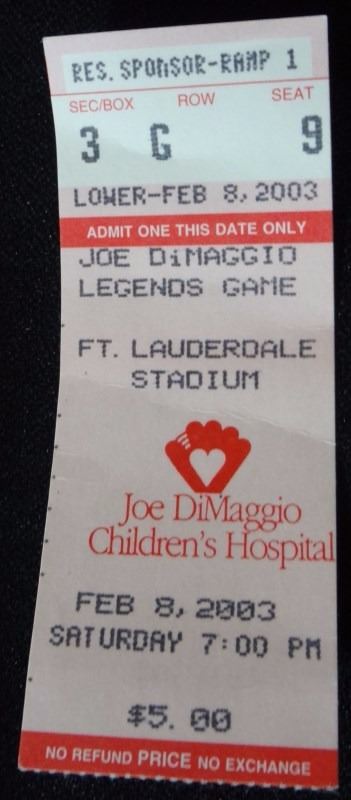 RES. SPONSOR-RAMP 1
SEC/BOX ROW SEAT
3 G 9
LOWER-FEB 8,2003
ADMIT ONE THIS DATE ONLY
JOE DiMAGGIO
LEGENDS GAME
FT. LAUDERDALE
STADIUM
Joe DiMaggio
Children's Hospital
FEB 8,2003
SATURDAY 7:00 PM
$5.00
NO REFUND PRICE NO EXCHANGE